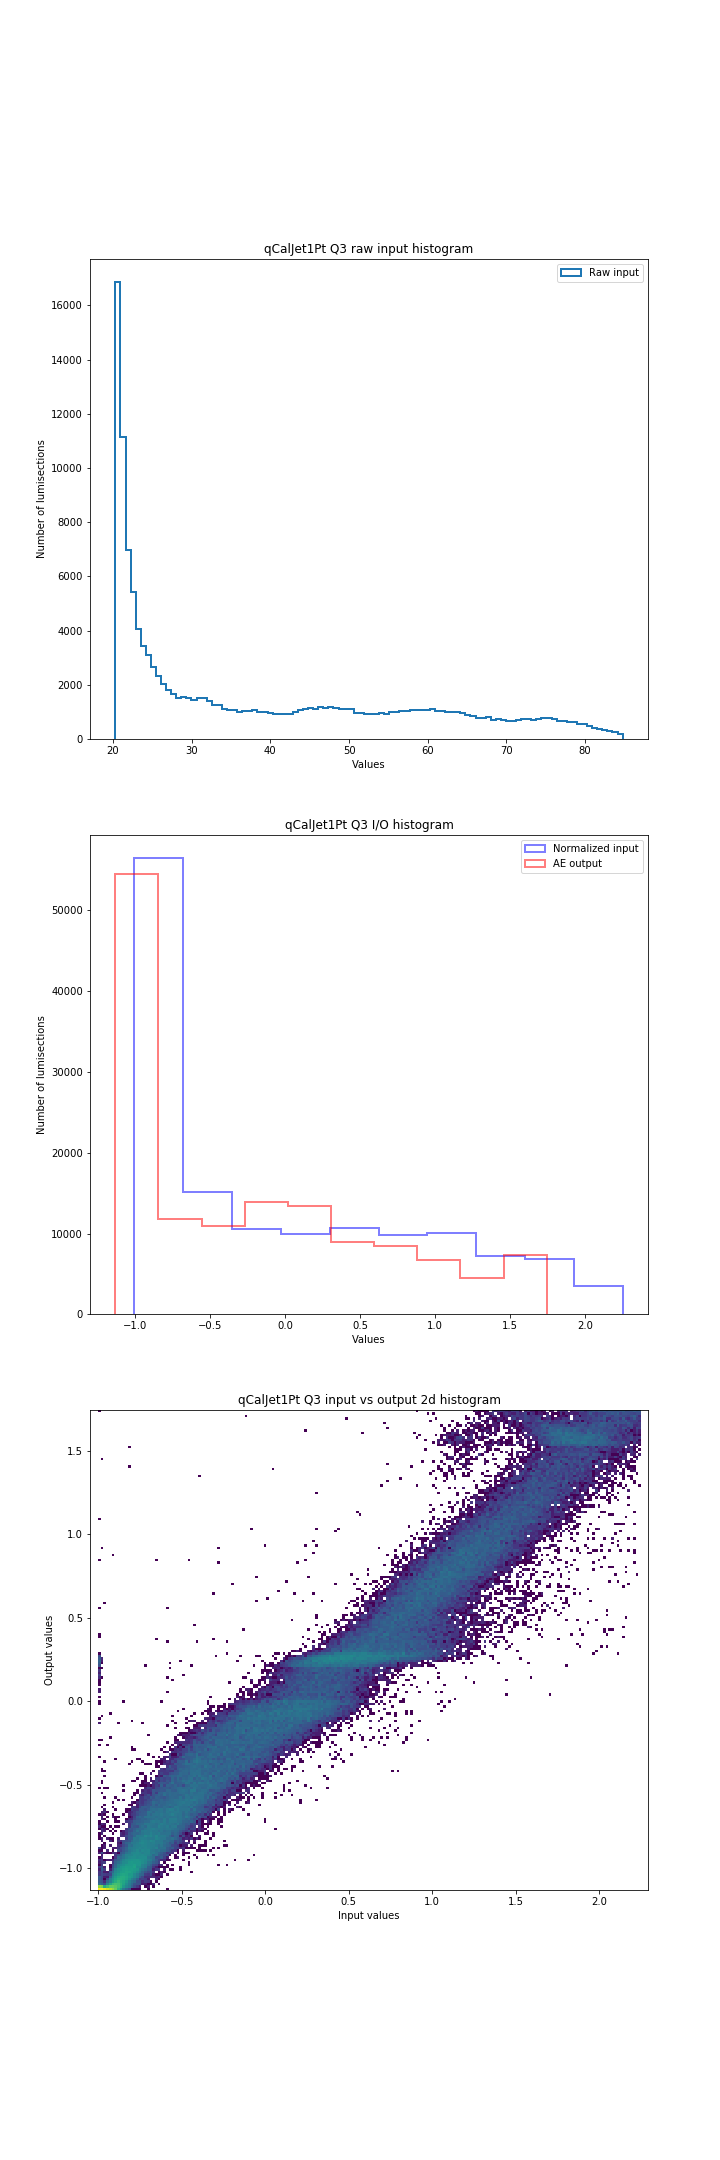 qCalJet1Pt Q3 raw input histogram
Raw input
16000
14000
12000
10000
8000
6000
4000
2000
0
Number of lumisections
20 30 40 50 60 70 80
Values
qCalJet1Pt Q3 I/O histogram
Normalized input
AE output
50000
40000
30000
20000
10000
0
Number of lumisections
−1.0 −0.5 0.0 0.5 1.0 1.5 2.0
Values
qCalJet1Pt Q3 input vs output 2d histogram
1.5
1.0
0.5
0.0
−0.5
−1.0
Output values
−1.0 −0.5 0.0 0.5 1.0 1.5 2.0
Input values